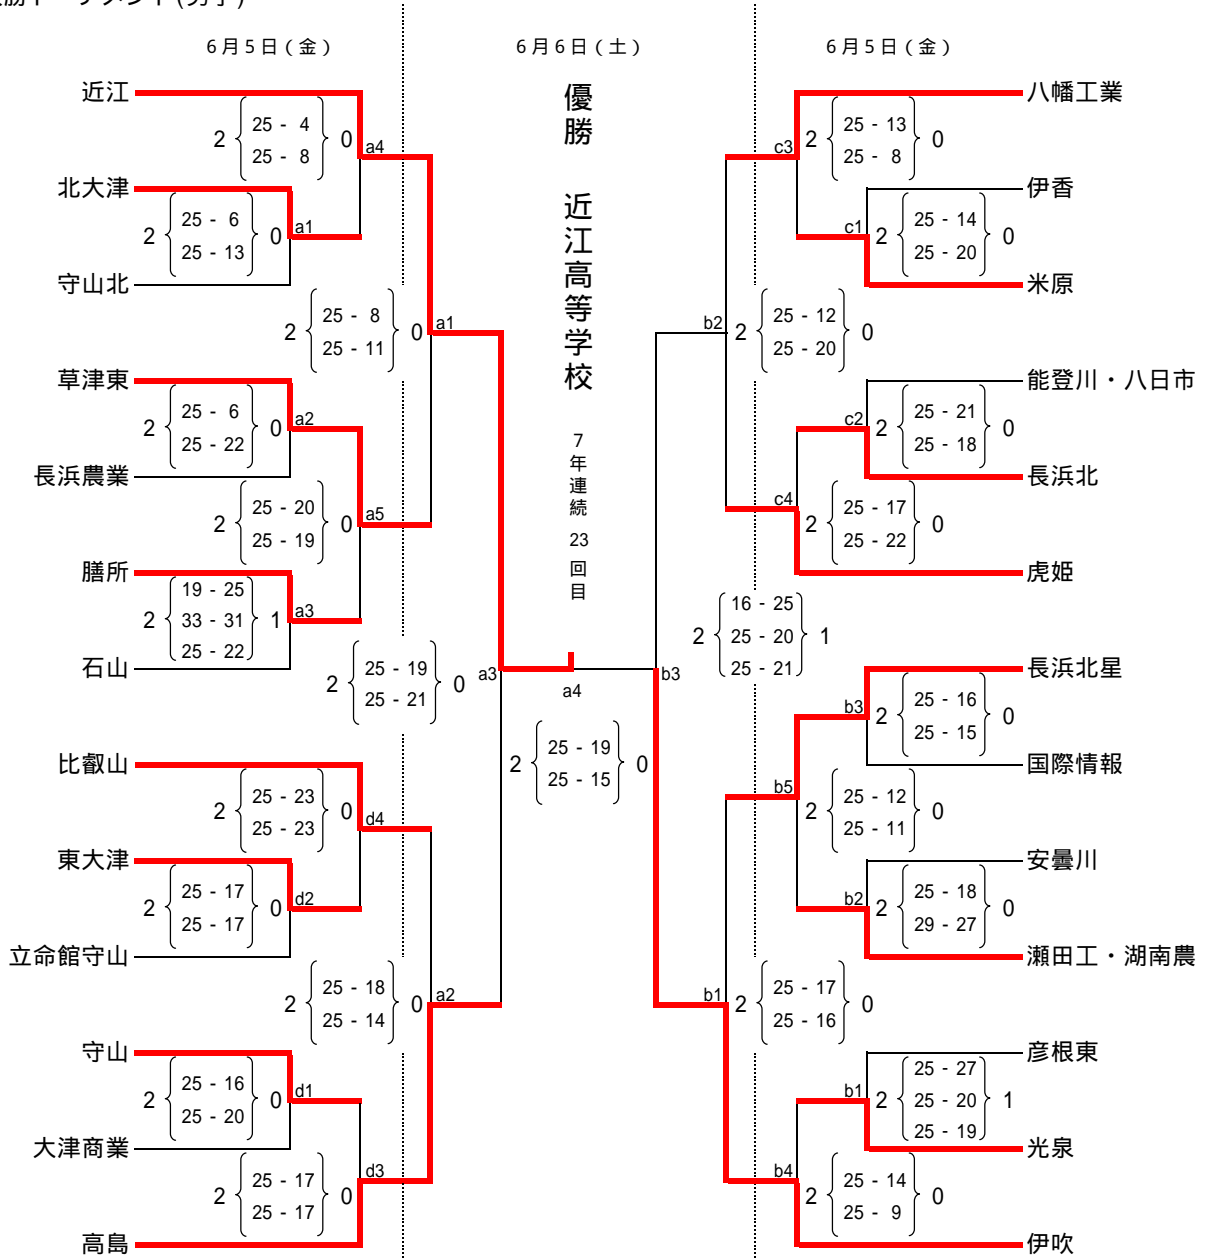 6月5日(金)
6月6日(土)
6月5日(金)
近江
2 25 - 4 0
25 - 8
a4
北大津
2 25 - 6 0
25 - 13
a1
守山北
2 25 - 8 0
25 - 11
a1
草津東
2 25 - 6 0
25 - 22
a2
長浜農業
2 25 - 20 0
25 - 19
a5
膳所
19 - 25
2 33 - 31 1
25 - 22
a3
石山
2 25 - 19 0
25 - 21
a3
比叡山
2 25 - 23 0
25 - 23
d4
東大津
2 25 - 17 0
25 - 17
d2
立命館守山
2 25 - 18 0
25 - 14
a2
守山
2 25 - 16 0
25 - 20
d1
大津商業
2 25 - 17 0
25 - 17
d3
高島
優勝 近江高等学校
7年連続 23回目
a4
2 25 - 19 0
25 - 15
八幡工業
c3
2 25 - 13 0
25 - 8
伊香
c1
2 25 - 14 0
25 - 20
米原
b2
2 25 - 12 0
25 - 20
能登川・八日市
c2
2 25 - 21 0
25 - 18
長浜北
c4
2 25 - 17 0
25 - 22
虎姫
16 - 25
2 25 - 20 1
25 - 21
b3
長浜北星
b3
2 25 - 16 0
25 - 15
国際情報
b5
2 25 - 12 0
25 - 11
安曇川
b2
2 25 - 18 0
29 - 27
瀬田工・湖南農
b1
2 25 - 17 0
25 - 16
彦根東
b1
25 - 27
2 25 - 20 1
25 - 19
光泉
b4
2 25 - 14 0
25 - 9
伊吹